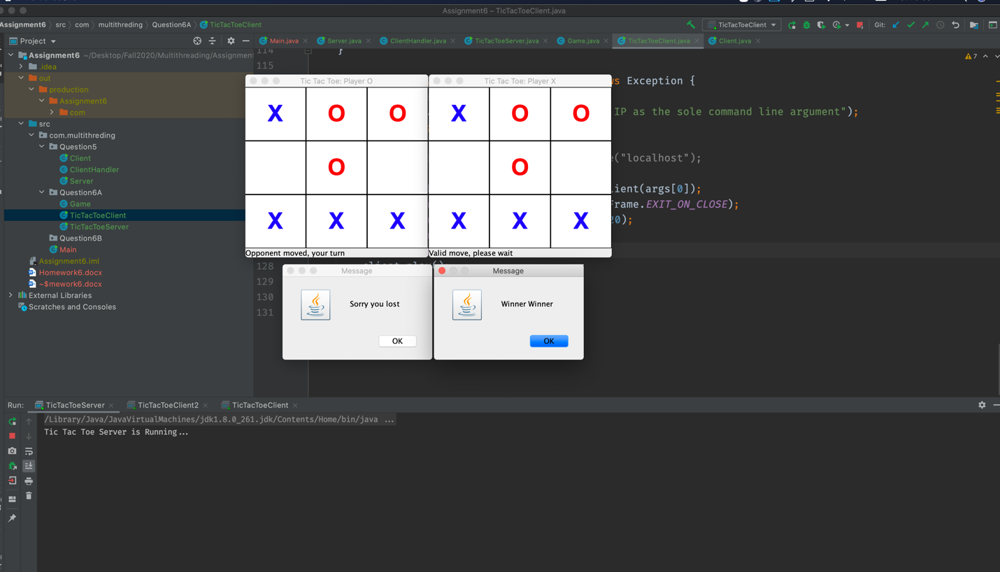 Assignment6 – TicTacToeClient.java
Assignment6 src com multithreding Question6A TicTacToeClient
TicTacToeClient
Git:
Project
Main.java Server.java ClientHandler.java TicTacToeServer.java Game.java TicTacToeClient.java Client.java
Assignment6 ~/Desktop/Fall2020/Multithreading/Assignmen
.idea
out
production
Assignment6
com
src
com.multithreding
Question5
Client
ClientHandler
Server
Question6A
Game
TicTacToeClient
TicTacToeServer
Question6B
Main
Assignment6.iml
Homework6.docx
~$mework6.docx
External Libraries
Scratches and Consoles
114 }
115
7
Exception {
IP as the sole command line argument");
("localhost");
(args[0]);
.EXIT_ON_CLOSE);
);
128
129
130
131
Tic Tac Toe: Player O
X O O
O
X X X
Opponent moved, your turn
Tic Tac Toe: Player X
X O O
O
X X X
Valid move, please wait
Message
Sorry you lost
OK
Message
Winner Winner
OK
Run: TicTacToeServer TicTacToeClient2 TicTacToeClient
/Library/Java/JavaVirtualMachines/jdk1.8.0_261.jdk/Contents/Home/bin/java ...
Tic Tac Toe Server is Running...